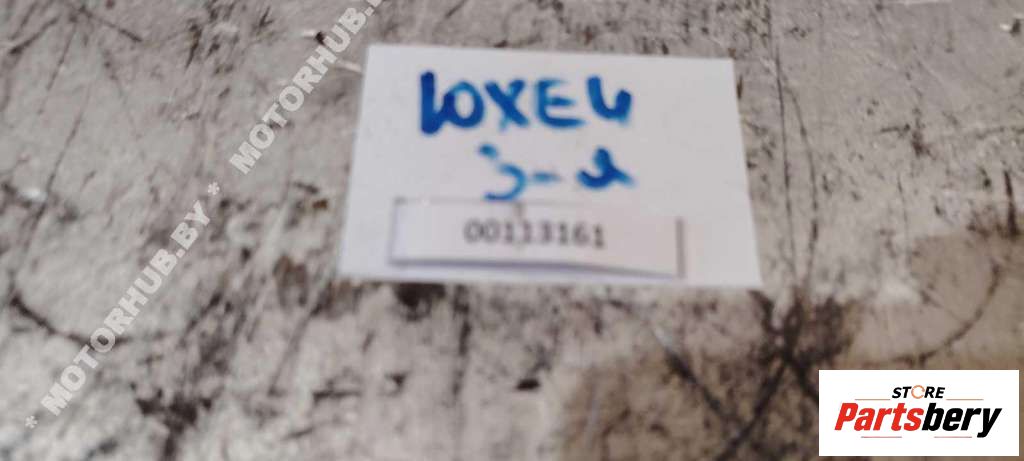 10XE4
З-я
00113161
* MOTORHUB.BY * MOTORHUB.BY
STORE
Partsbery